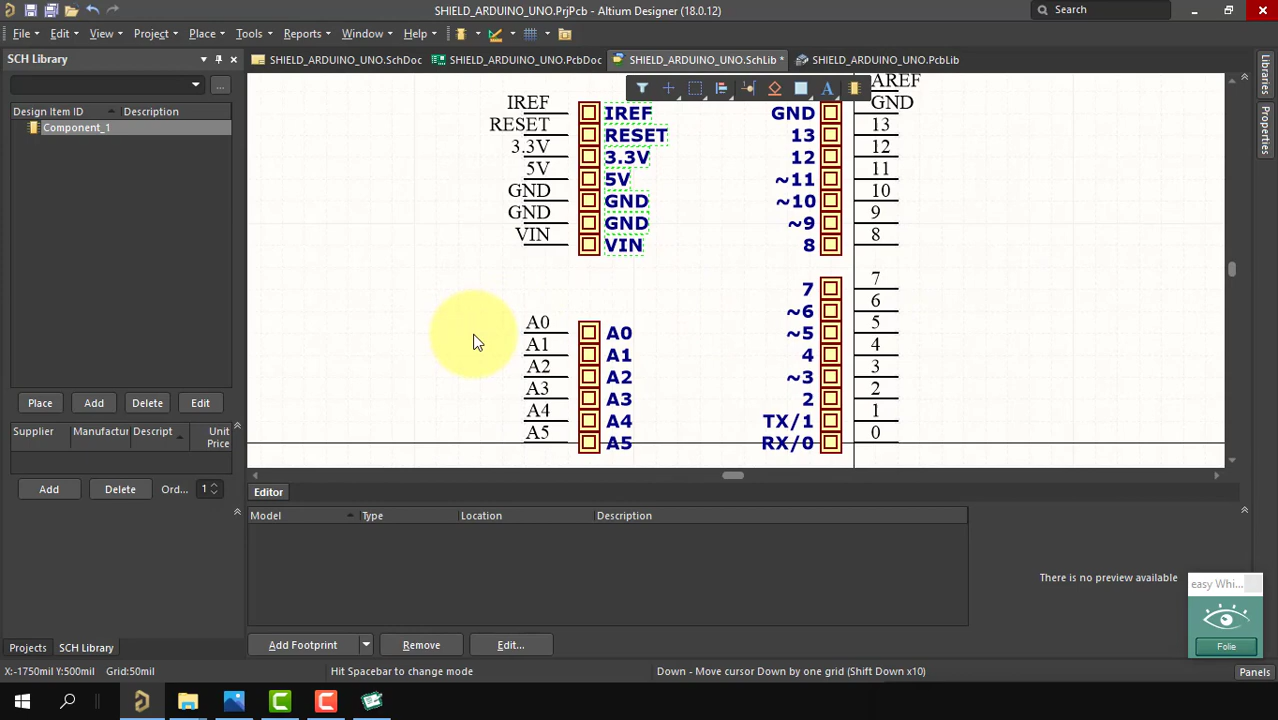 SHIELD_ARDUINO_UNO.PrjPcb - Altium Designer (18.0.12)
Search
File Edit View Project Place Tools Reports Window Help
SCH Library
SHIELD_ARDUINO_UNO.SchDoc
SHIELD_ARDUINO_UNO.PcbDoc
SHIELD_ARDUINO_UNO.SchLib *
SHIELD_ARDUINO_UNO.PcbLib
...
Design Item ID Description
Component_1
Place Add Delete Edit
Supplier Manufactur Descript Unit Price
Add Delete Ord... 1
Projects SCH Library
AREF
IREF IREF GND GND
RESET RESET 13 13
3.3V 3.3V 12 12
5V 5V ~11 11
GND GND ~10 10
GND GND ~9 9
VIN VIN 8 8
7 7
~6 6
A0 A0 ~5 5
A1 A1 4 4
A2 A2 ~3 3
A3 A3 2 2
A4 A4 TX/1 1
A5 A5 RX/0 0
Libraries
Properties
Editor
Model Type Location Description
There is no preview available
easy Whi...
Folie
Add Footprint Remove Edit...
X:-1750mil Y:500mil Grid:50mil
Hit Spacebar to change mode
Down - Move cursor Down by one grid (Shift Down x10)
Panels